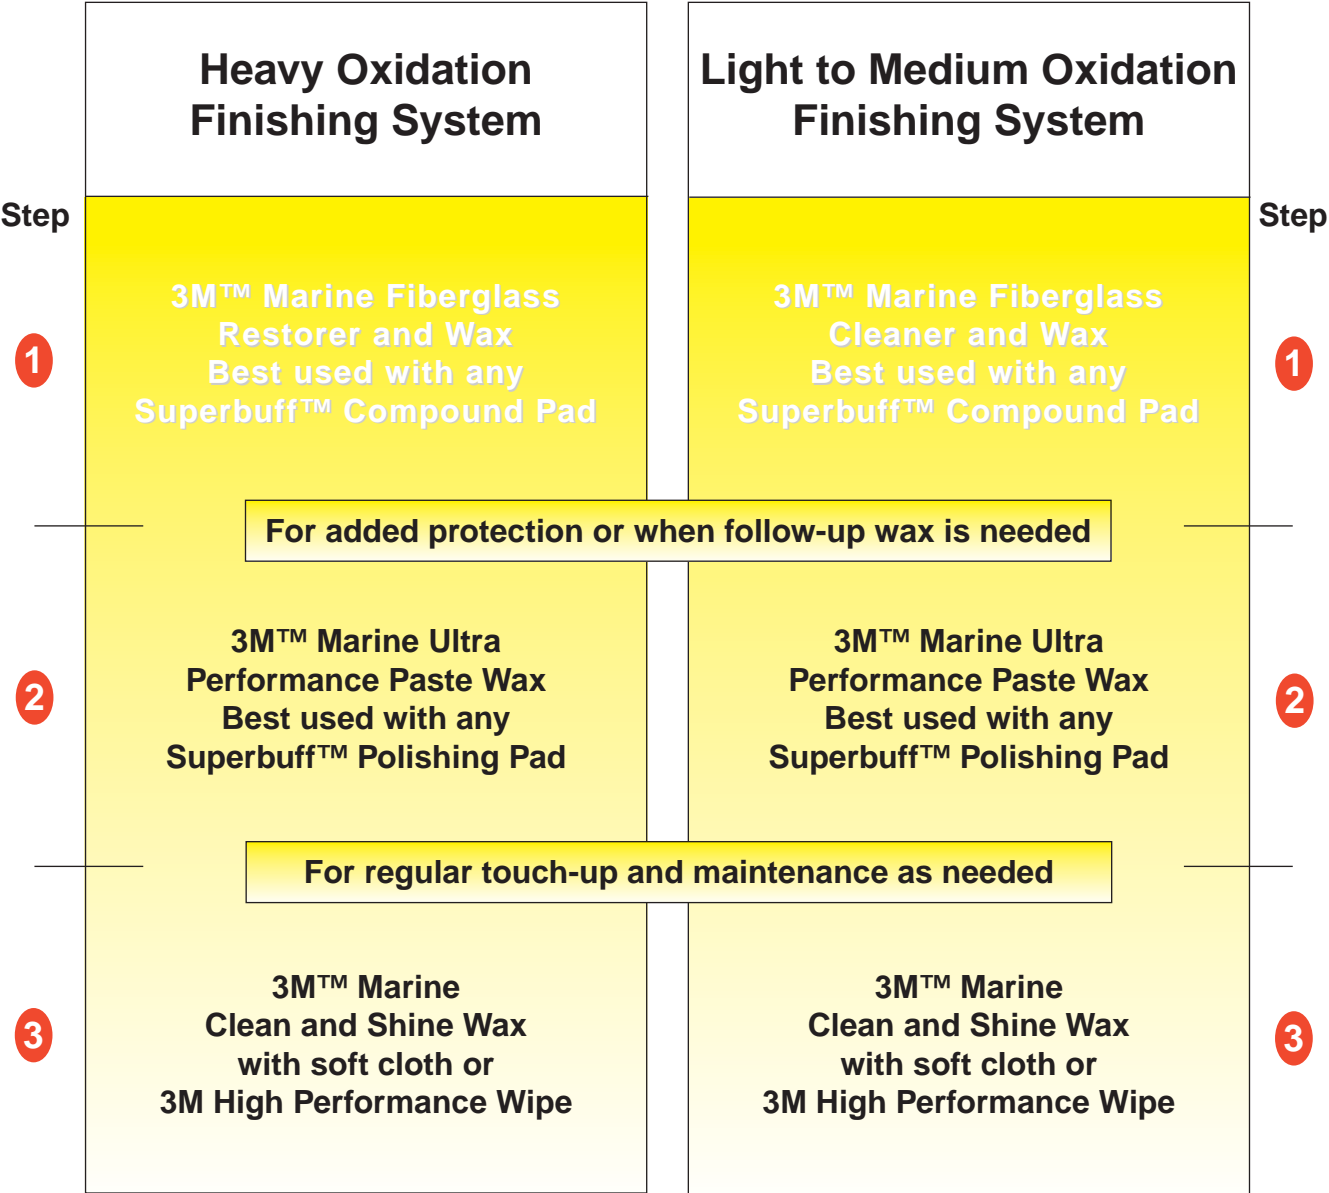 Heavy Oxidation
Finishing System
Light to Medium Oxidation
Finishing System
Step
Step
3M™ Marine Fiberglass
Restorer and Wax
Best used with any
Superbuff™ Compound Pad
3M™ Marine Fiberglass
Cleaner and Wax
Best used with any
Superbuff™ Compound Pad
1
1
For added protection or when follow-up wax is needed
3M™ Marine Ultra
Performance Paste Wax
Best used with any
Superbuff™ Polishing Pad
3M™ Marine Ultra
Performance Paste Wax
Best used with any
Superbuff™ Polishing Pad
2
2
For regular touch-up and maintenance as needed
3M™ Marine
Clean and Shine Wax
with soft cloth or
3M High Performance Wipe
3M™ Marine
Clean and Shine Wax
with soft cloth or
3M High Performance Wipe
3
3